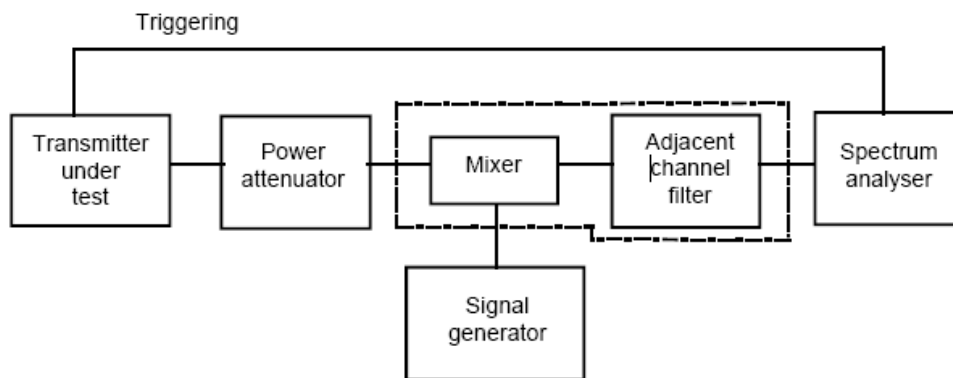 Triggering
Transmitter
under
test
Power
attenuator
Mixer
Adjacent
channel
filter
Spectrum
analyser
Signal
generator